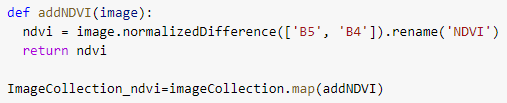 def addNDVI(image):
  ndvi = image.normalizedDifference(['B5', 'B4']).rename('NDVI')
  return ndvi

ImageCollection_ndvi=imageCollection.map(addNDVI)